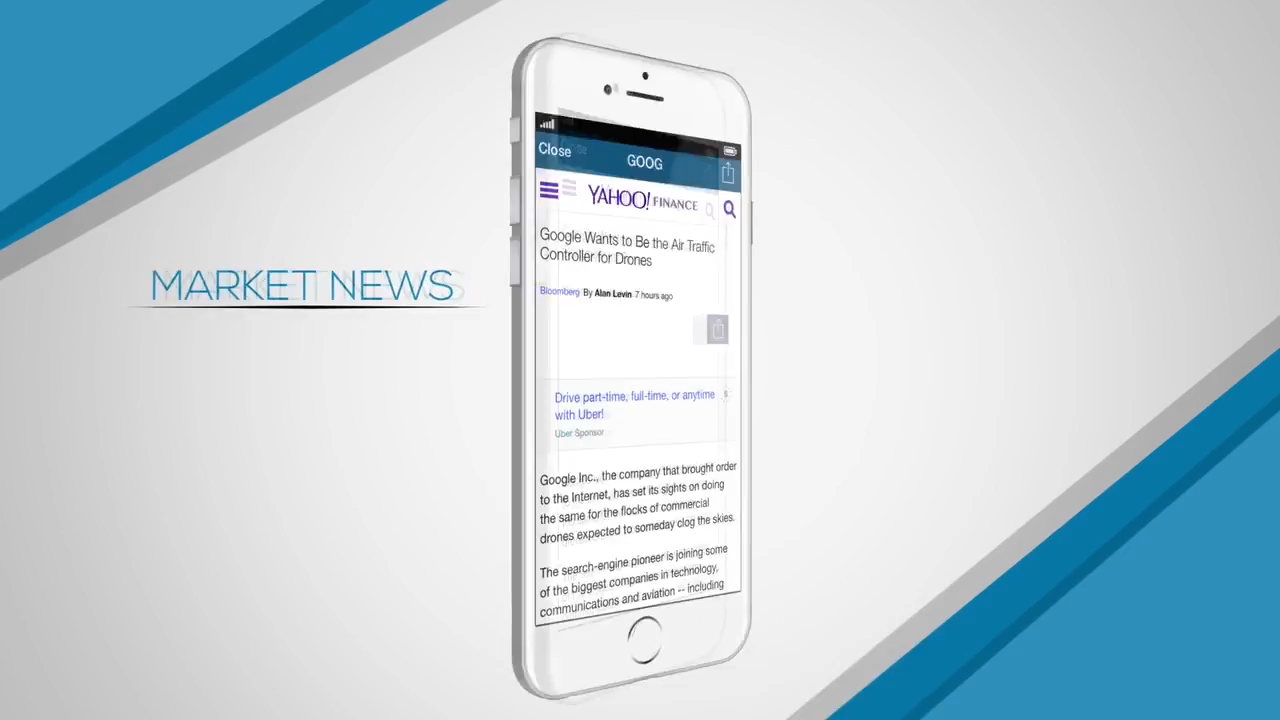 MARKET NEWS
Close
GOOG
YAHOO! FINANCE
Google Wants to Be the Air Traffic
Controller for Drones
Bloomberg By Alan Levin 7 hours ago
Drive part-time, full-time, or anytime
with Uber!
Uber Sponsor
Google Inc., the company that brought order
to the Internet, has set its sights on doing
the same for the flocks of commercial
drones expected to someday clog the skies.
The search-engine pioneer is joining some
of the biggest companies in technology,
communications and aviation -- including